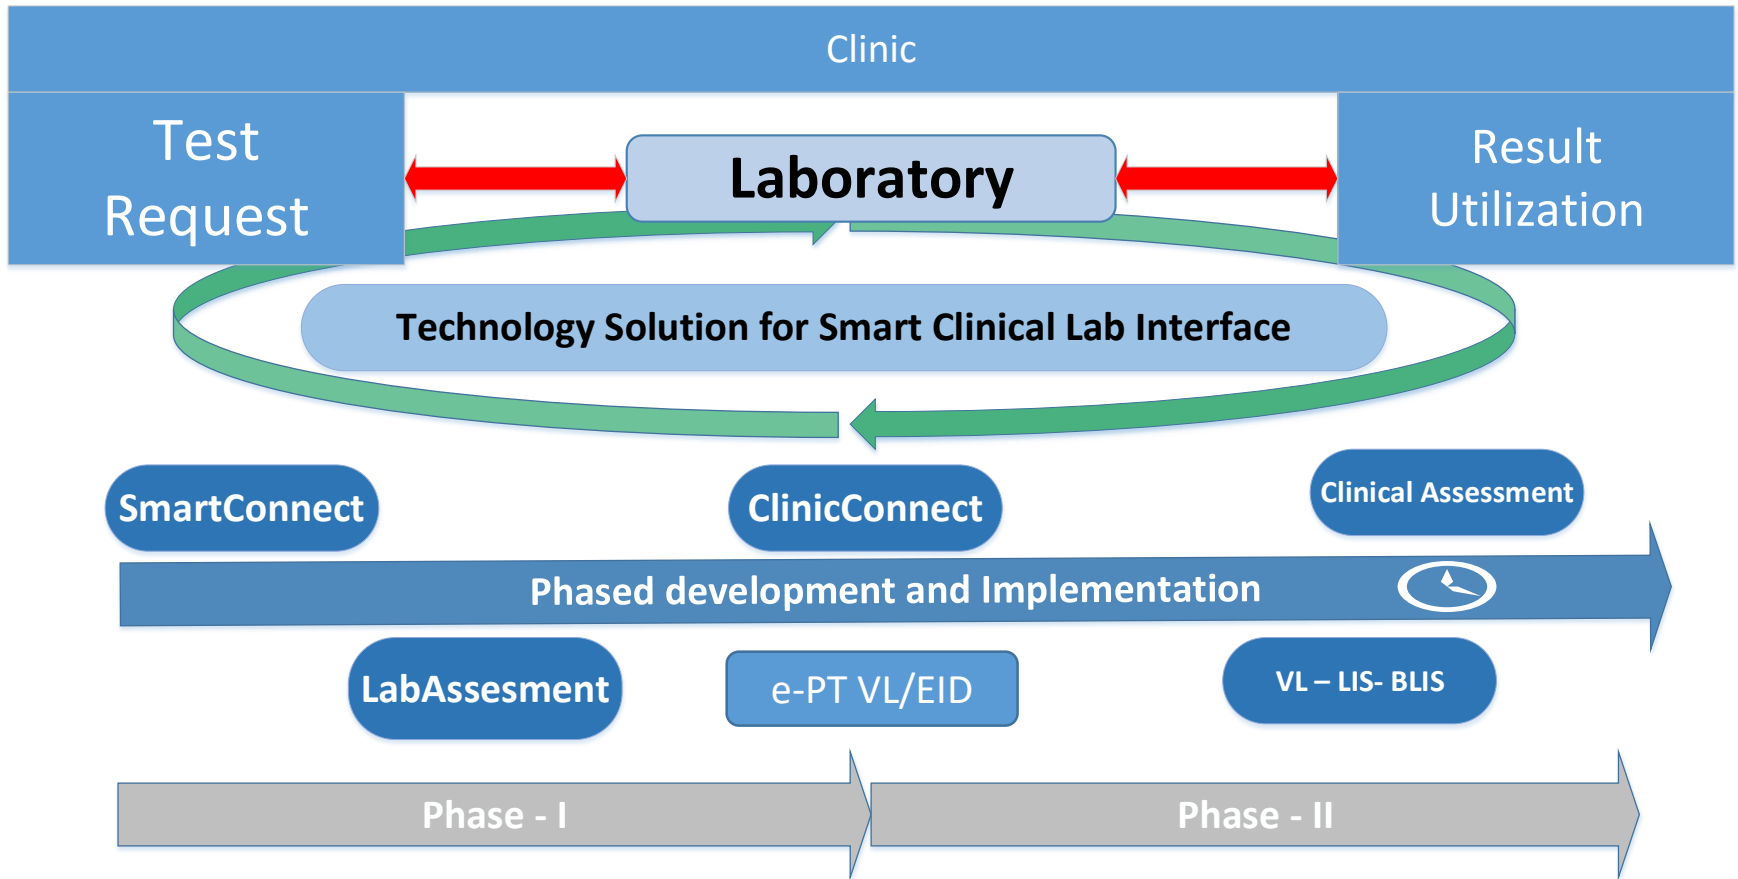 Clinic
Test
Request
Laboratory
Result
Utilization
Technology Solution for Smart Clinical Lab Interface
SmartConnect
ClinicConnect
Clinical Assessment
Phased development and Implementation
LabAssesment
e-PT VL/EID
VL – LIS- BLIS
Phase - I
Phase - II